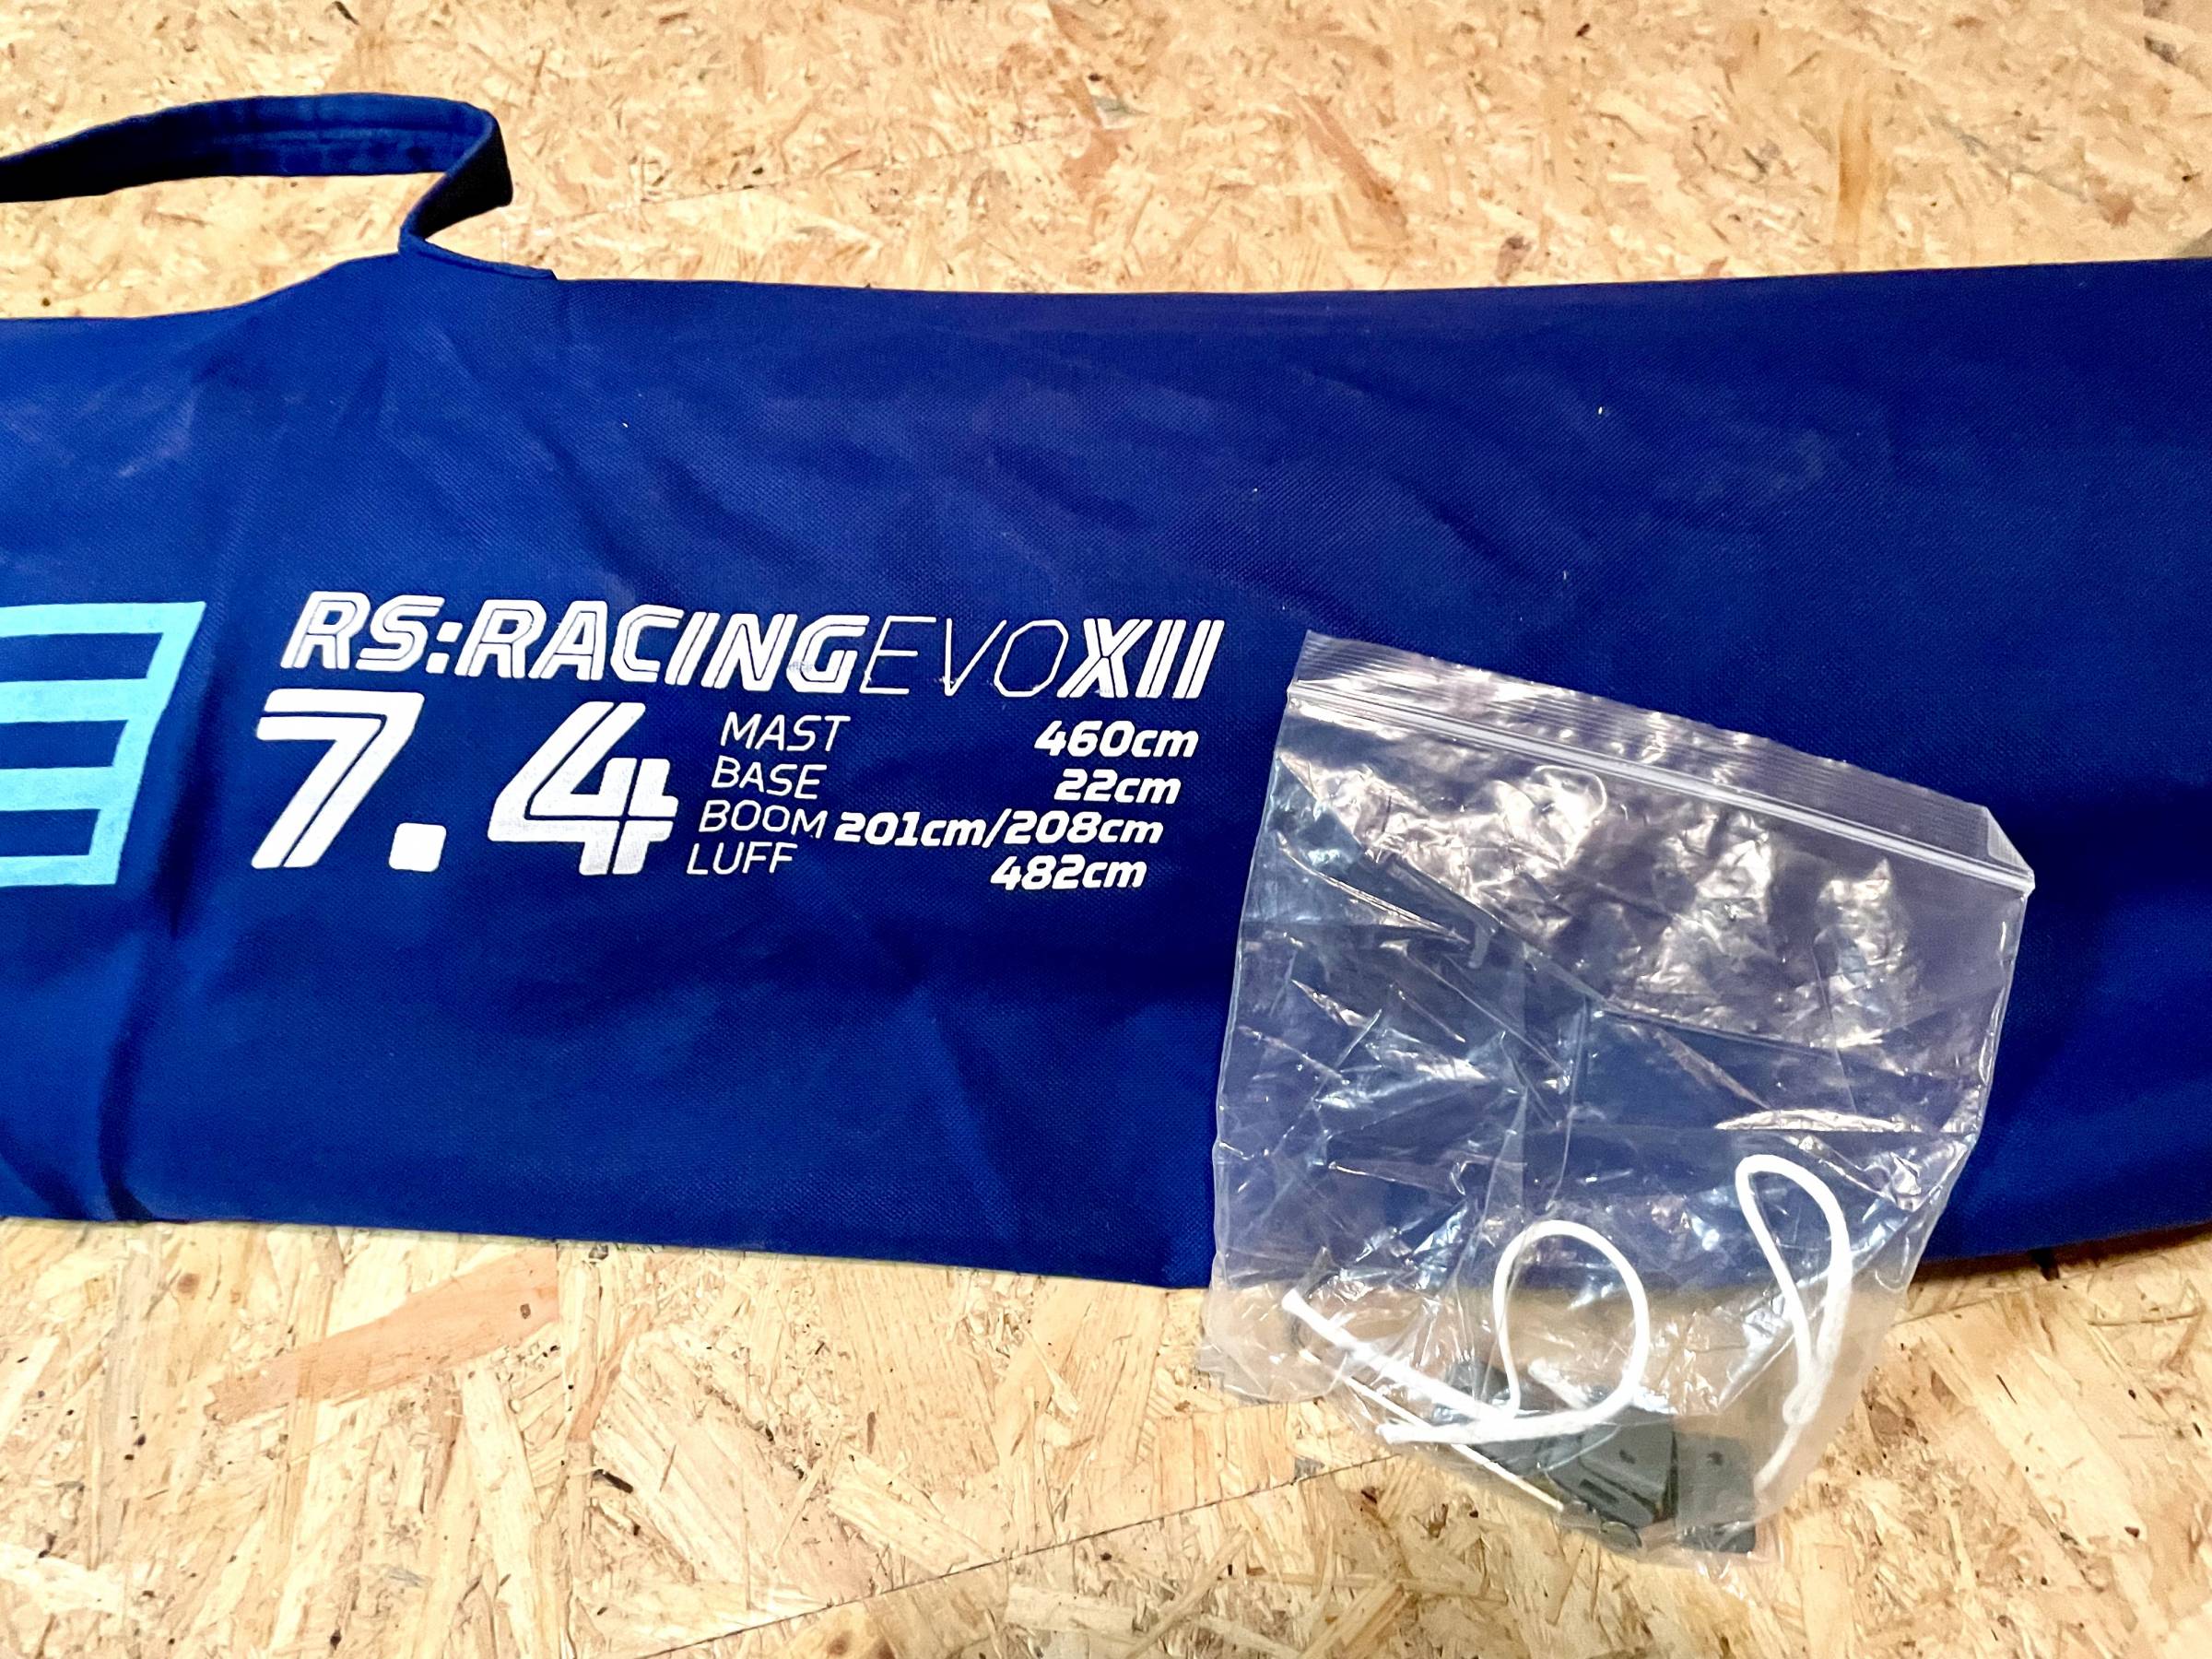 RS:RACINGEVOXII
7.4
MAST 460cm
BASE 22cm
BOOM 201cm/208cm
LUFF 482cm